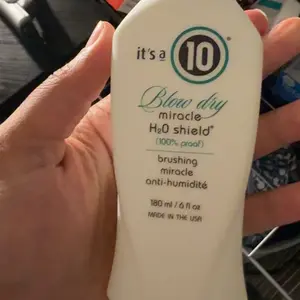 it's a 10®
Blow dry
miracle
H2O shield®
(100% proof)
brushing
miracle
anti-humidité
180 ml / 6 fl oz
MADE IN THE USA